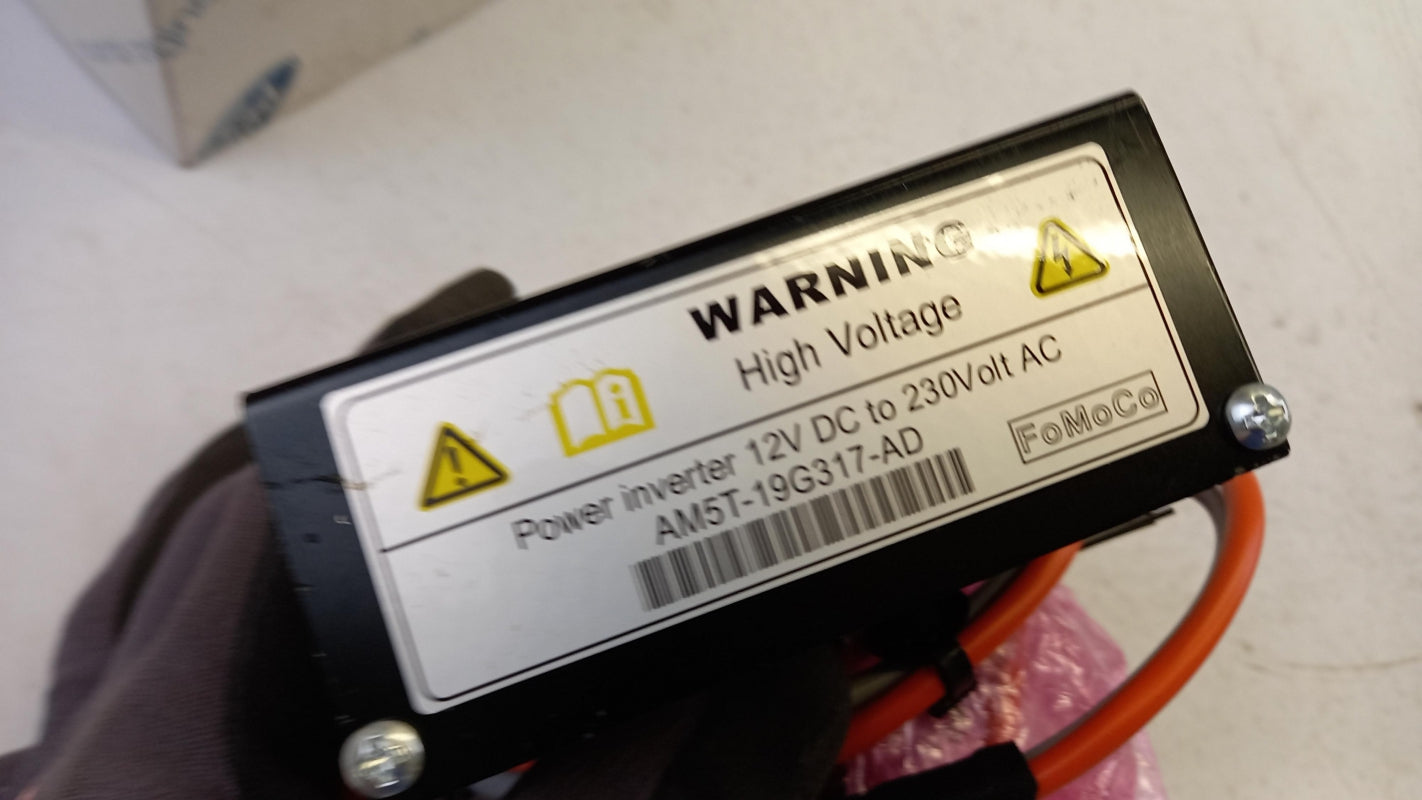 WARNING
High Voltage
Power inverter 12V DC to 230Volt AC
AM5T-19G317-AD
FoMoCo